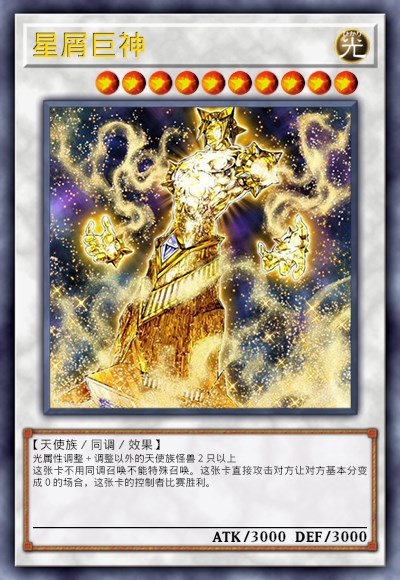 星屑巨神
ひかり
光
【天使族/同调/效果】
光属性调整+调整以外的天使族怪兽2只以上
这张卡不用同调召唤不能特殊召唤。这张卡直接攻击对方让对方基本分变
成0的场合，这张卡的控制者比赛胜利。
ATK/3000 DEF/3000